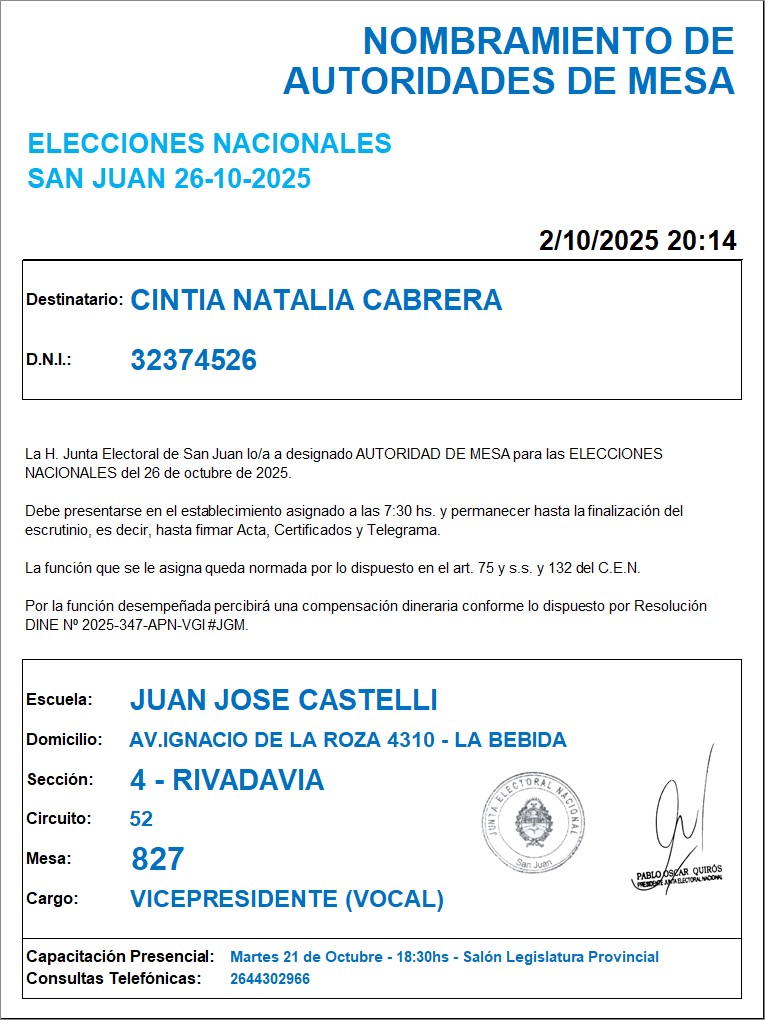 NOMBRAMIENTO DE
AUTORIDADES DE MESA
ELECCIONES NACIONALES
SAN JUAN 26-10-2025
2/10/2025 20:14
Destinatario: CINTIA NATALIA CABRERA
D.N.I.: 32374526
La H. Junta Electoral de San Juan lo/a a designado AUTORIDAD DE MESA para las ELECCIONES
NACIONALES del 26 de octubre de 2025.
Debe presentarse en el establecimiento asignado a las 7:30 hs. y permanecer hasta la finalización del
escrutinio, es decir, hasta firmar Acta, Certificados y Telegrama.
La función que se le asigna queda normada por lo dispuesto en el art. 75 y s.s. y 132 del C.E.N.
Por la función desempeñada percibirá una compensación dineraria conforme lo dispuesto por Resolución
DINE Nº 2025-347-APN-VGI#JGM.
Escuela: JUAN JOSE CASTELLI
Domicilio: AV.IGNACIO DE LA ROZA 4310 - LA BEBIDA
Sección: 4 - RIVADAVIA
Circuito: 52
Mesa: 827
Cargo: VICEPRESIDENTE (VOCAL)
JUNTA ELECTORAL NACIONAL
San Juan
PABLO OSCAR QUIRÓS
PRESIDENTE JUNTA ELECTORAL NACIONAL
Capacitación Presencial: Martes 21 de Octubre - 18:30hs - Salón Legislatura Provincial
Consultas Telefónicas: 2644302966